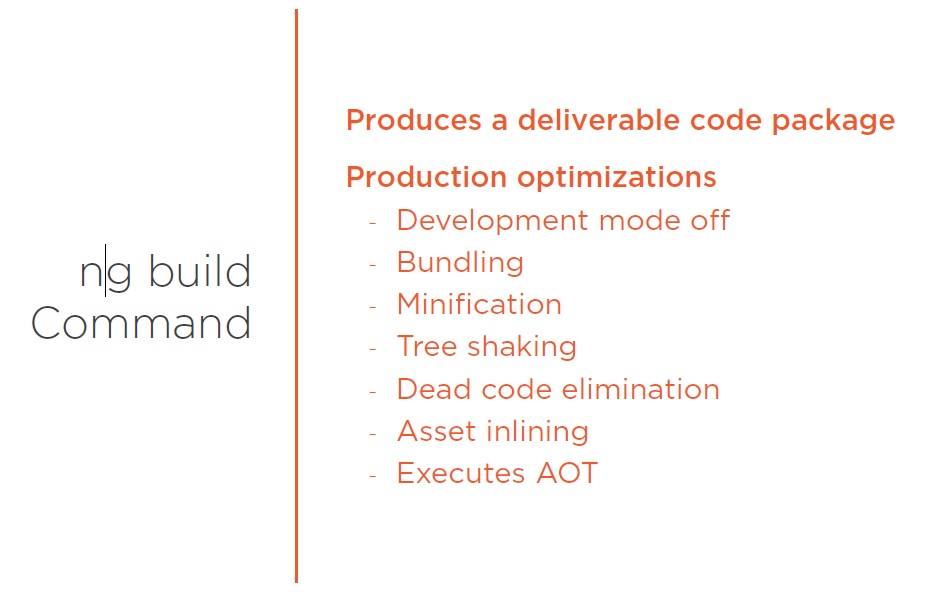 ng build
Command
Produces a deliverable code package
Production optimizations
- Development mode off
- Bundling
- Minification
- Tree shaking
- Dead code elimination
- Asset inlining
- Executes AOT